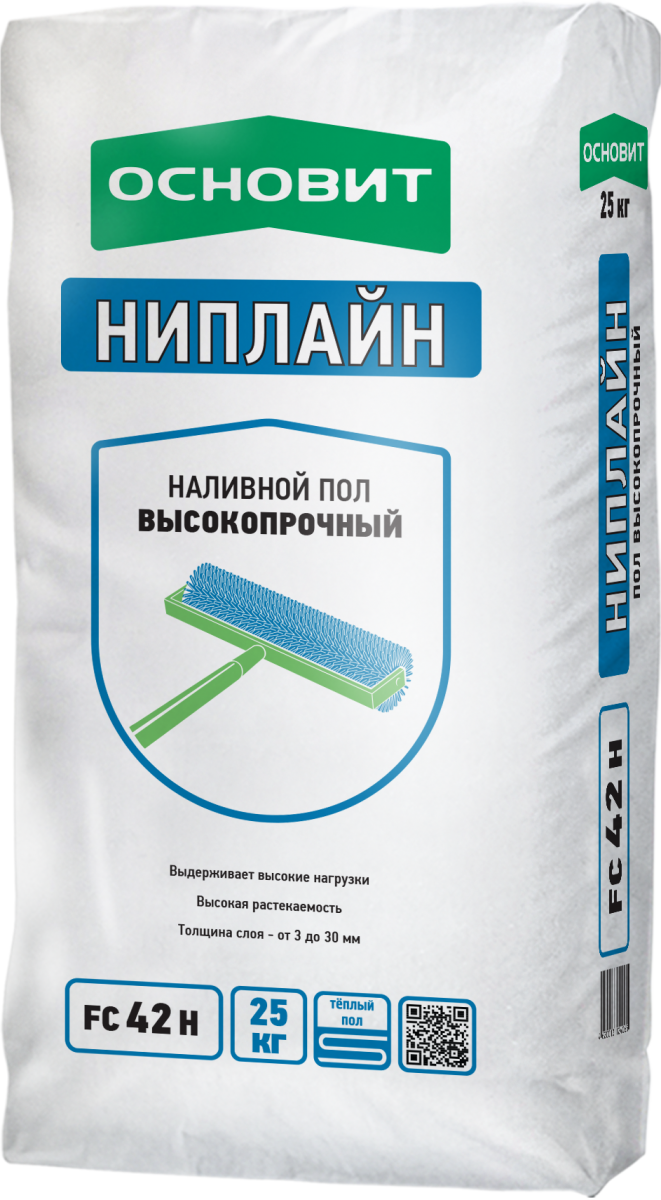 ОСНОВИТ
НИПЛАЙН
НАЛИВНОЙ ПОЛ
ВЫСОКОПРОЧНЫЙ
Выдерживает высокие нагрузки
Высокая растекаемость
Толщина слоя - от 3 до 30 мм
FC 42 H
25
КГ
тёплый
пол
ОСНОВИТ
25 кг
НИПЛАЙН
ПОЛ ВЫСОКОПРОЧНЫЙ
FC 42 H